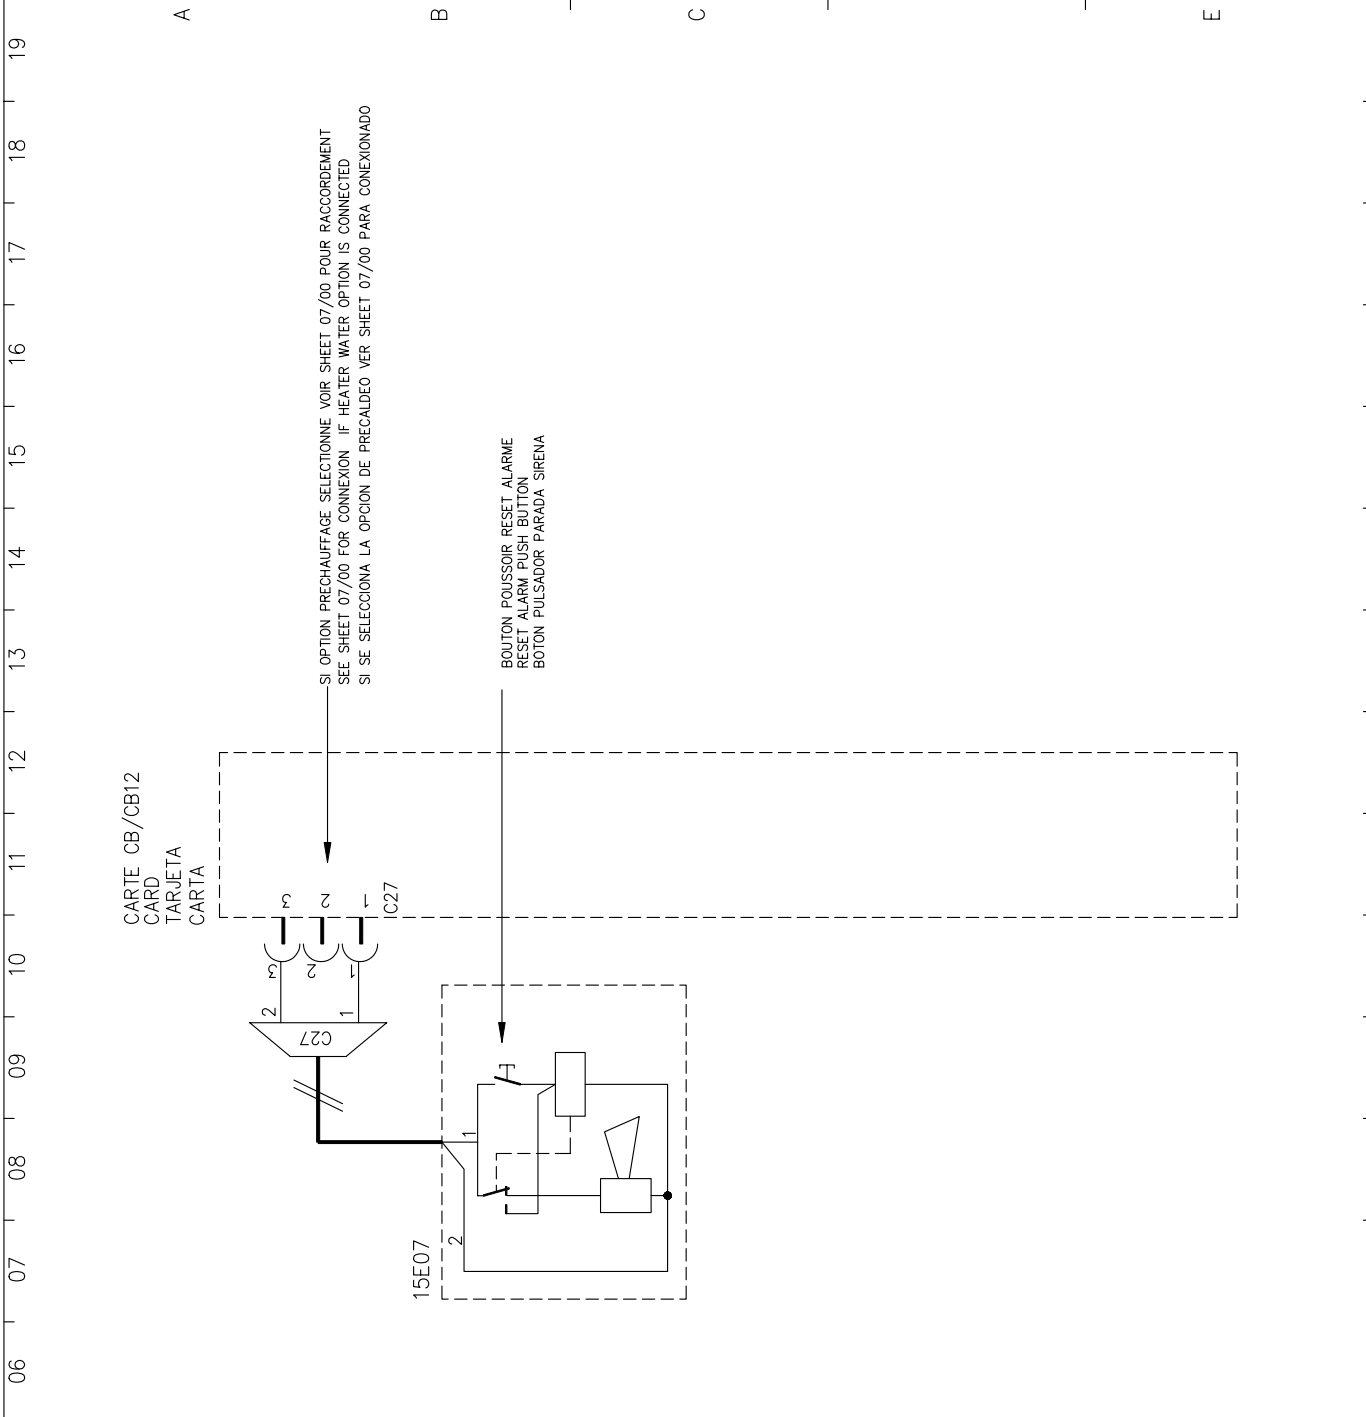 A
B
C
E
19
18
17
16
15
14
13
12
11
10
09
08
07
06
SI OPTION PRECHAUFFAGE SELECTIONNE VOIR SHEET 07/00 POUR RACCORDEMENT
SEE SHEET 07/00 FOR CONNEXION IF HEATER WATER OPTION IS CONNECTED
SI SE SELECCIONA LA OPCION DE PRECALDEO VER SHEET 07/00 PARA CONEXIONADO
BOUTON POUSSOIR RESET ALARME
RESET ALARM PUSH BUTTON
BOTON PULSADOR PARADA SIRENA
CARTE CB/CB12
CARD
TARJETA
CARTA
3
2
1
C27
3
2
1
2
1
C27
15E07
1
2